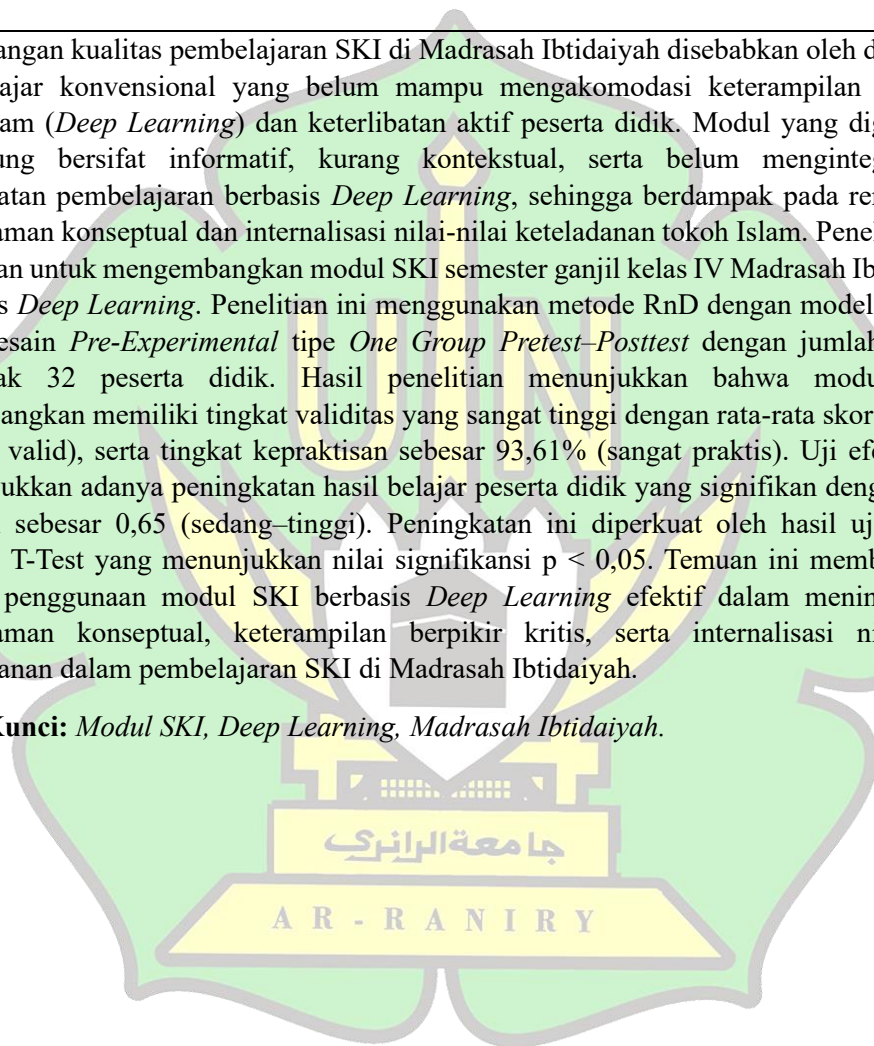 angan kualitas pembelajaran SKI di Madrasah Ibtidaiyah disebabkan oleh d
ajar konvensional yang belum mampu mengakomodasi keterampilan
am (Deep Learning) dan keterlibatan aktif peserta didik. Modul yang dig
ung bersifat informatif, kurang kontekstual, serta belum menginteg
atan pembelajaran berbasis Deep Learning, sehingga berdampak pada ren
aman konseptual dan internalisasi nilai-nilai keteladanan tokoh Islam. Penel
an untuk mengembangkan modul SKI semester ganjil kelas IV Madrasah Ib
s Deep Learning. Penelitian ini menggunakan metode RnD dengan model
esain Pre-Experimental tipe One Group Pretest–Posttest dengan jumlah
ak 32 peserta didik. Hasil penelitian menunjukkan bahwa modu
angkan memiliki tingkat validitas yang sangat tinggi dengan rata-rata skor
valid), serta tingkat kepraktisan sebesar 93,61% (sangat praktis). Uji efe
jukkan adanya peningkatan hasil belajar peserta didik yang signifikan deng
sebesar 0,65 (sedang–tinggi). Peningkatan ini diperkuat oleh hasil uj
T-Test yang menunjukkan nilai signifikansi p < 0,05. Temuan ini memb
penggunaan modul SKI berbasis Deep Learning efektif dalam menin
aman konseptual, keterampilan berpikir kritis, serta internalisasi ni
anan dalam pembelajaran SKI di Madrasah Ibtidaiyah.
Kunci: Modul SKI, Deep Learning, Madrasah Ibtidaiyah.
UIN
جامعة الرانري
AR-RANIRY